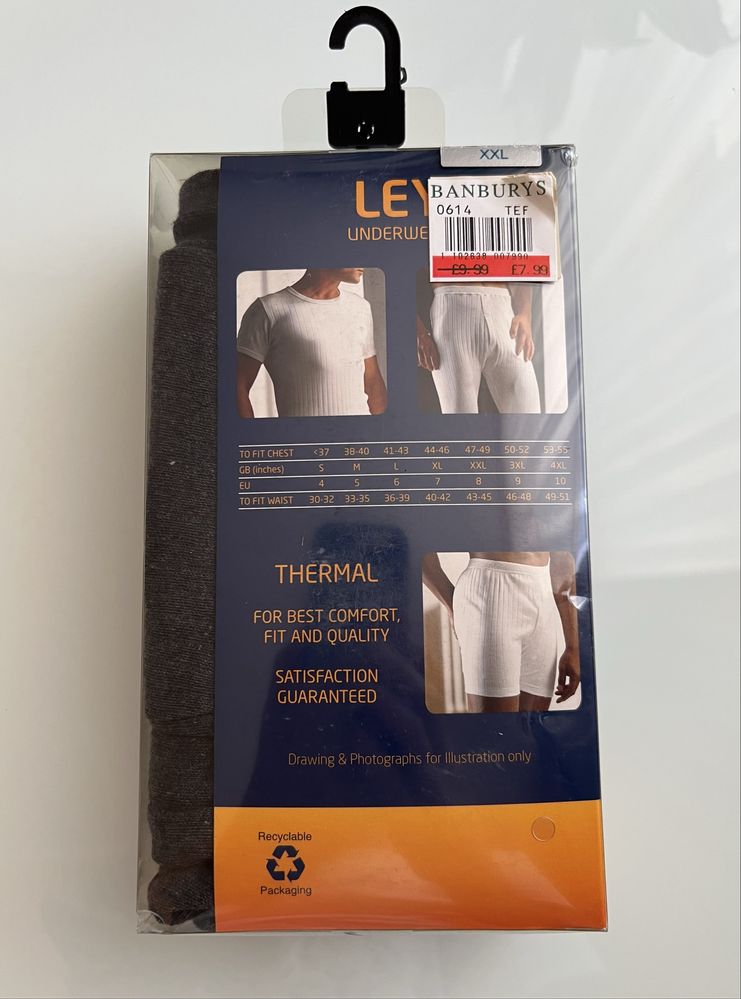 XXL
BANBURYS
0614 TEF
1 102838 007990
£9.99 £7.99
LEY
UNDERWE
TO FIT CHEST <37 38-40 41-43 44-46 47-49 50-52 53-55
GB (inches) S M L XL XXL 3XL 4XL
EU 4 5 6 7 8 9 10
TO FIT WAIST 30-32 33-35 36-39 40-42 43-45 46-48 49-51
THERMAL
FOR BEST COMFORT,
FIT AND QUALITY
SATISFACTION
GUARANTEED
Drawing & Photographs for Illustration only
Recyclable
Packaging